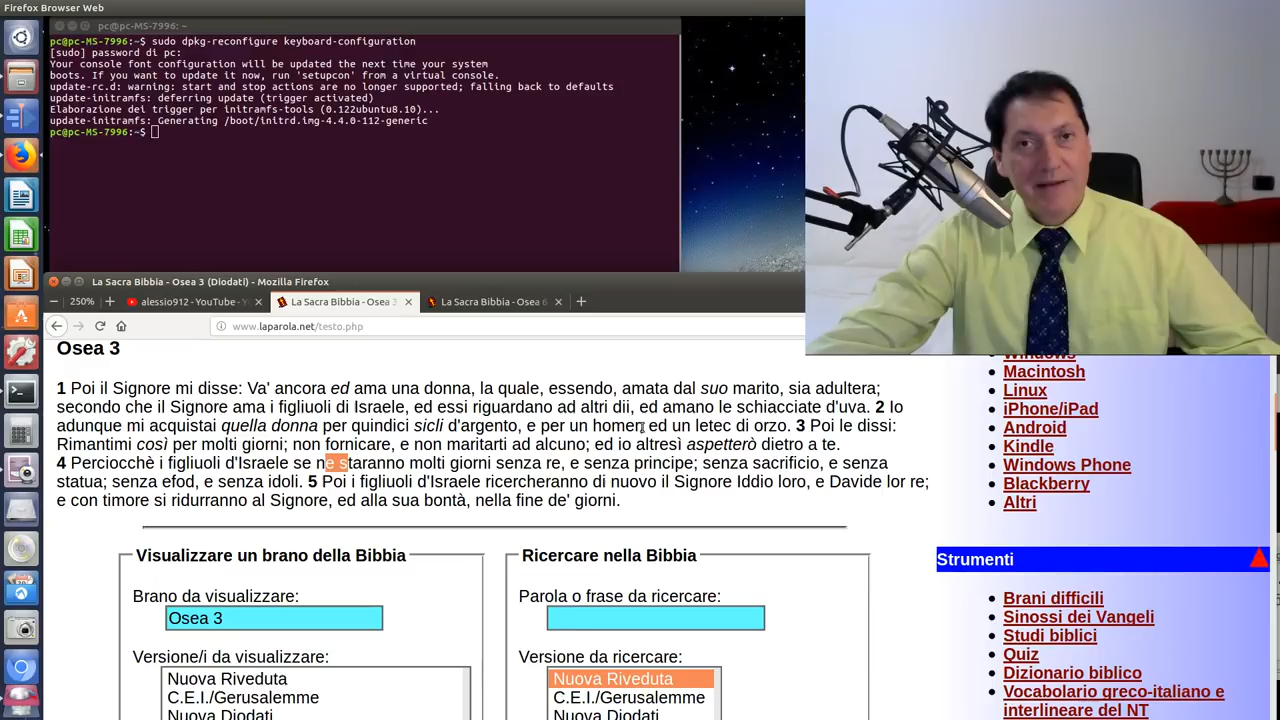 Firefox Browser Web
pc@pc-MS-7996: ~
pc@pc-MS-7996:~$ sudo dpkg-reconfigure keyboard-configuration
[sudo] password di pc:
Your console font configuration will be updated the next time your system
boots. If you want to update it now, run 'setupcon' from a virtual console.
update-rc.d: warning: start and stop actions are no longer supported; falling back to defaults
update-initramfs: deferring update (trigger activated)
Elaborazione dei trigger per initramfs-tools (0.122ubuntu8.10)...
update-initramfs: Generating /boot/initrd.img-4.4.0-112-generic
pc@pc-MS-7996:~$
La Sacra Bibbia - Osea 3 (Diodati) - Mozilla Firefox
250%
alessio912 - YouTube -
La Sacra Bibbia - Osea 3
La Sacra Bibbia - Osea 6
www.laparola.net/testo.php
Osea 3
1 Poi il Signore mi disse: Va' ancora ed ama una donna, la quale, essendo, amata dal suo marito, sia adultera;
secondo che il Signore ama i figliuoli di Israele, ed essi riguardano ad altri dii, ed amano le schiacciate d'uva. 2 Io
adunque mi acquistai quella donna per quindici sicli d'argento, e per un homer, ed un letec di orzo. 3 Poi le dissi:
Rimantimi così per molti giorni; non fornicare, e non maritarti ad alcuno; ed io altresì aspetterò dietro a te.
4 Perciocchè i figliuoli d'Israele se ne staranno molti giorni senza re, e senza principe; senza sacrificio, e senza
statua; senza efod, e senza idoli. 5 Poi i figliuoli d'Israele ricercheranno di nuovo il Signore Iddio loro, e Davide lor re;
e con timore si ridurranno al Signore, ed alla sua bontà, nella fine de' giorni.
Visualizzare un brano della Bibbia
Brano da visualizzare:
Osea 3
Versione/i da visualizzare:
Nuova Riveduta
C.E.I./Gerusalemme
Nuova Diodati
Ricercare nella Bibbia
Parola o frase da ricercare:
Versione da ricercare:
Nuova Riveduta
C.E.I./Gerusalemme
Nuova Diodati
Windows
Macintosh
Linux
iPhone/iPad
Android
Kindle
Windows Phone
Blackberry
Altri
Strumenti
Brani difficili
Sinossi dei Vangeli
Studi biblici
Quiz
Dizionario biblico
Vocabolario greco-italiano e
interlineare del NT